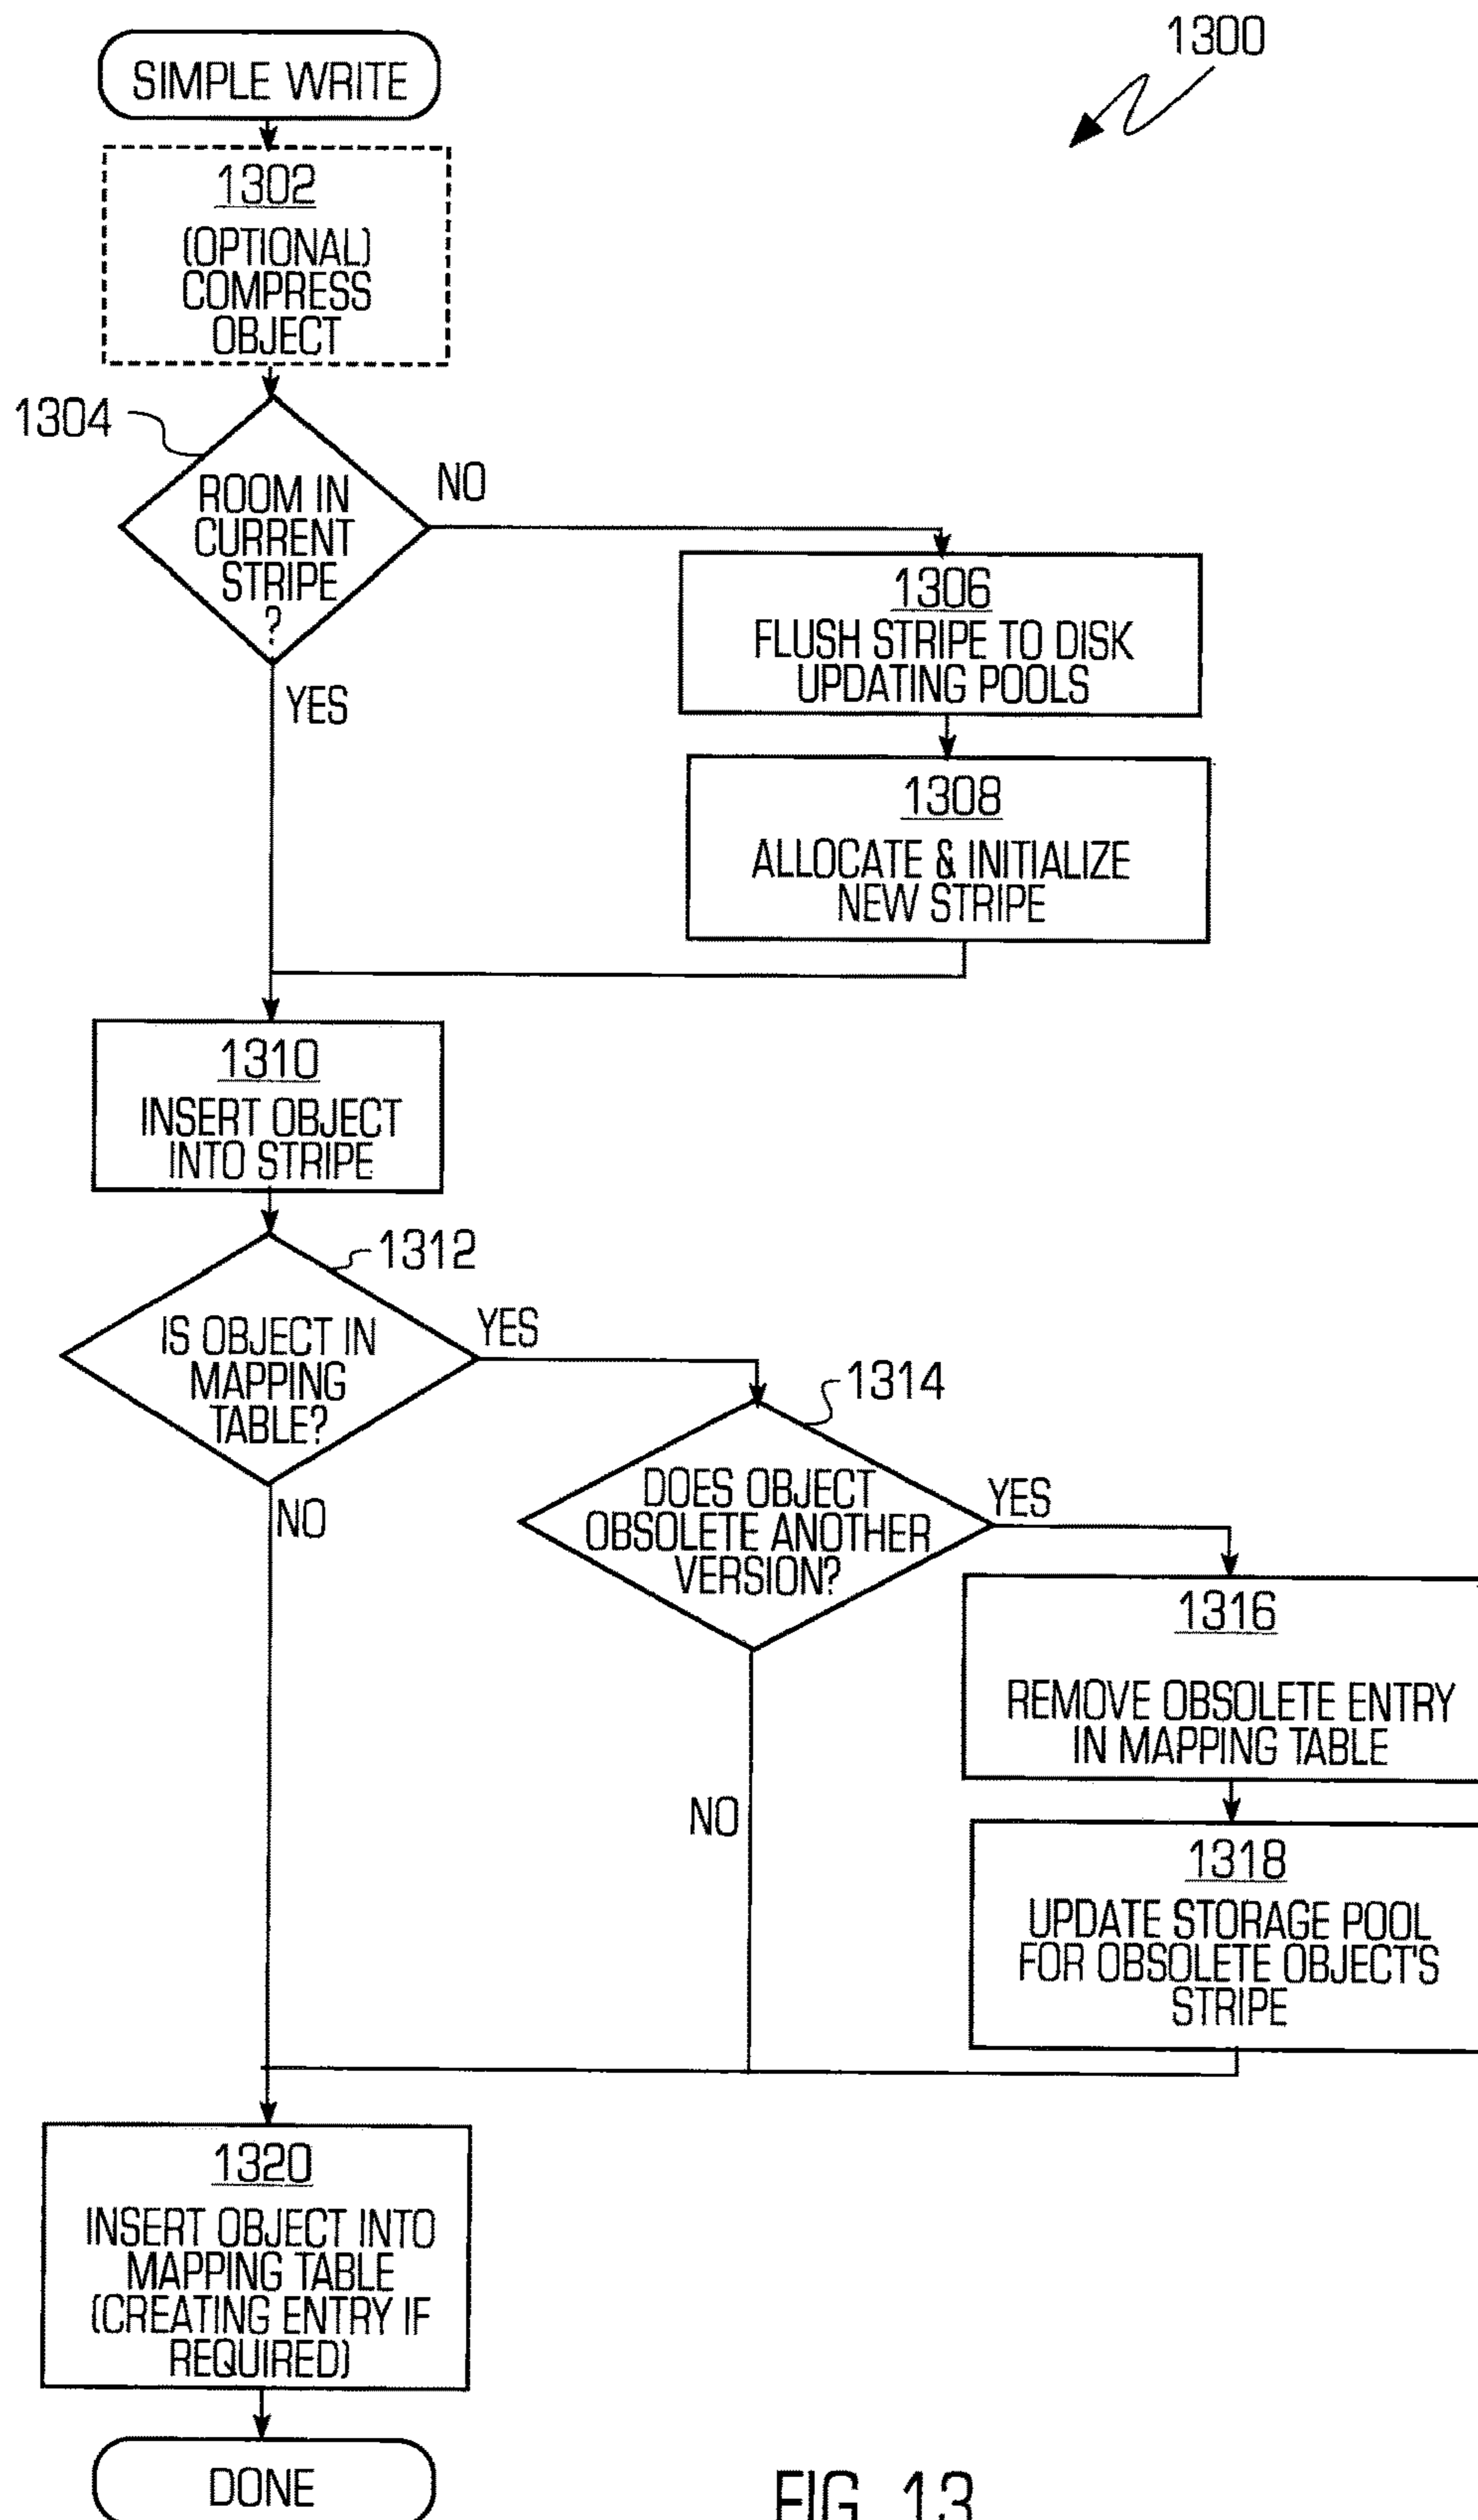 1300
SIMPLE WRITE
1302
(OPTIONAL)
COMPRESS
OBJECT
1304
ROOM IN
CURRENT
STRIPE
?
NO
YES
1306
FLUSH STRIPE TO DISK
UPDATING POOLS
1308
ALLOCATE & INITIALIZE
NEW STRIPE
1310
INSERT OBJECT
INTO STRIPE
1312
IS OBJECT IN
MAPPING
TABLE?
YES
NO
1314
DOES OBJECT
OBSOLETE ANOTHER
VERSION?
YES
NO
1316
REMOVE OBSOLETE ENTRY
IN MAPPING TABLE
1318
UPDATE STORAGE POOL
FOR OBSOLETE OBJECT'S
STRIPE
1320
INSERT OBJECT INTO
MAPPING TABLE
(CREATING ENTRY IF
REQUIRED)
DONE
FIG. 13